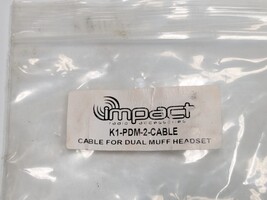 impact
radio accessories
K1-PDM-2-CABLE
CABLE FOR DUAL MUFF HEADSET